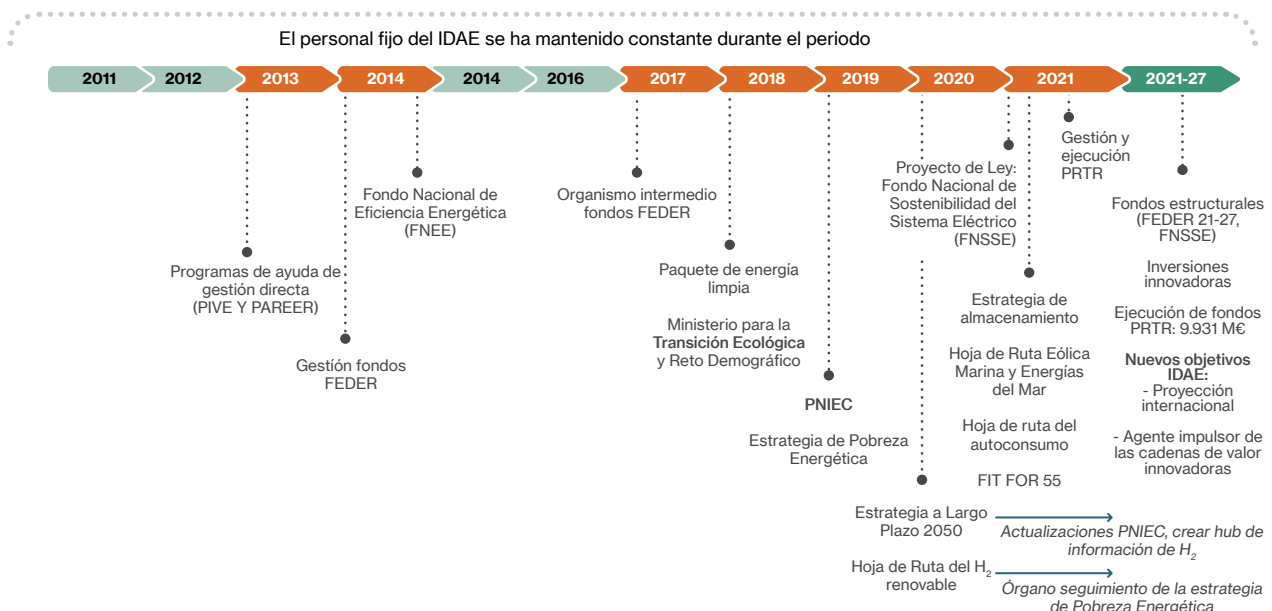 El personal fijo del IDAE se ha mantenido constante durante el periodo
2011
2012
2013
2014
2014
2016
2017
2018
2019
2020
2021
2021-27
Programas de ayuda de
gestión directa
(PIVE Y PAREER)
Gestión fondos
FEDER
Fondo Nacional de
Eficiencia Energética
(FNEE)
Organismo intermedio
fondos FEDER
Paquete de energía
limpia
Ministerio para la
Transición Ecológica
y Reto Demográfico
PNIEC
Estrategia de Pobreza
Energética
Estrategia a Largo
Plazo 2050
Hoja de Ruta del H₂
renovable
Proyecto de Ley:
Fondo Nacional de
Sostenibilidad del
Sistema Eléctrico
(FNSSE)
Estrategia de
almacenamiento
Hoja de Ruta Eólica
Marina y Energías
del Mar
Hoja de ruta del
autoconsumo
FIT FOR 55
Gestión y
ejecución
PRTR
Fondos estructurales
(FEDER 21-27,
FNSSE)
Inversiones
innovadoras
Ejecución de fondos
PRTR: 9.931 M€
Nuevos objetivos
IDAE:
- Proyección
internacional
- Agente impulsor de
las cadenas de valor
innovadoras
Actualizaciones PNIEC, crear hub de
información de H₂
Órgano seguimiento de la estrategia
de Pobreza Energética